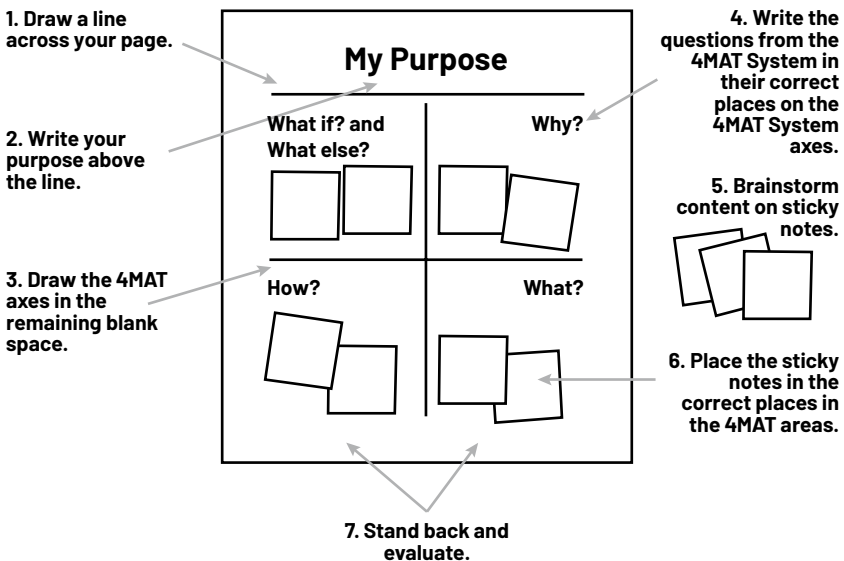 1. Draw a line
across your page.
2. Write your
purpose above
the line.
3. Draw the 4MAT
axes in the
remaining blank
space.
My Purpose
What if? and
What else?
Why?
How?
What?
4. Write the
questions from the
4MAT System in
their correct
places on the
4MAT System
axes.
5. Brainstorm
content on sticky
notes.
6. Place the sticky
notes in the
correct places in
the 4MAT areas.
7. Stand back and
evaluate.